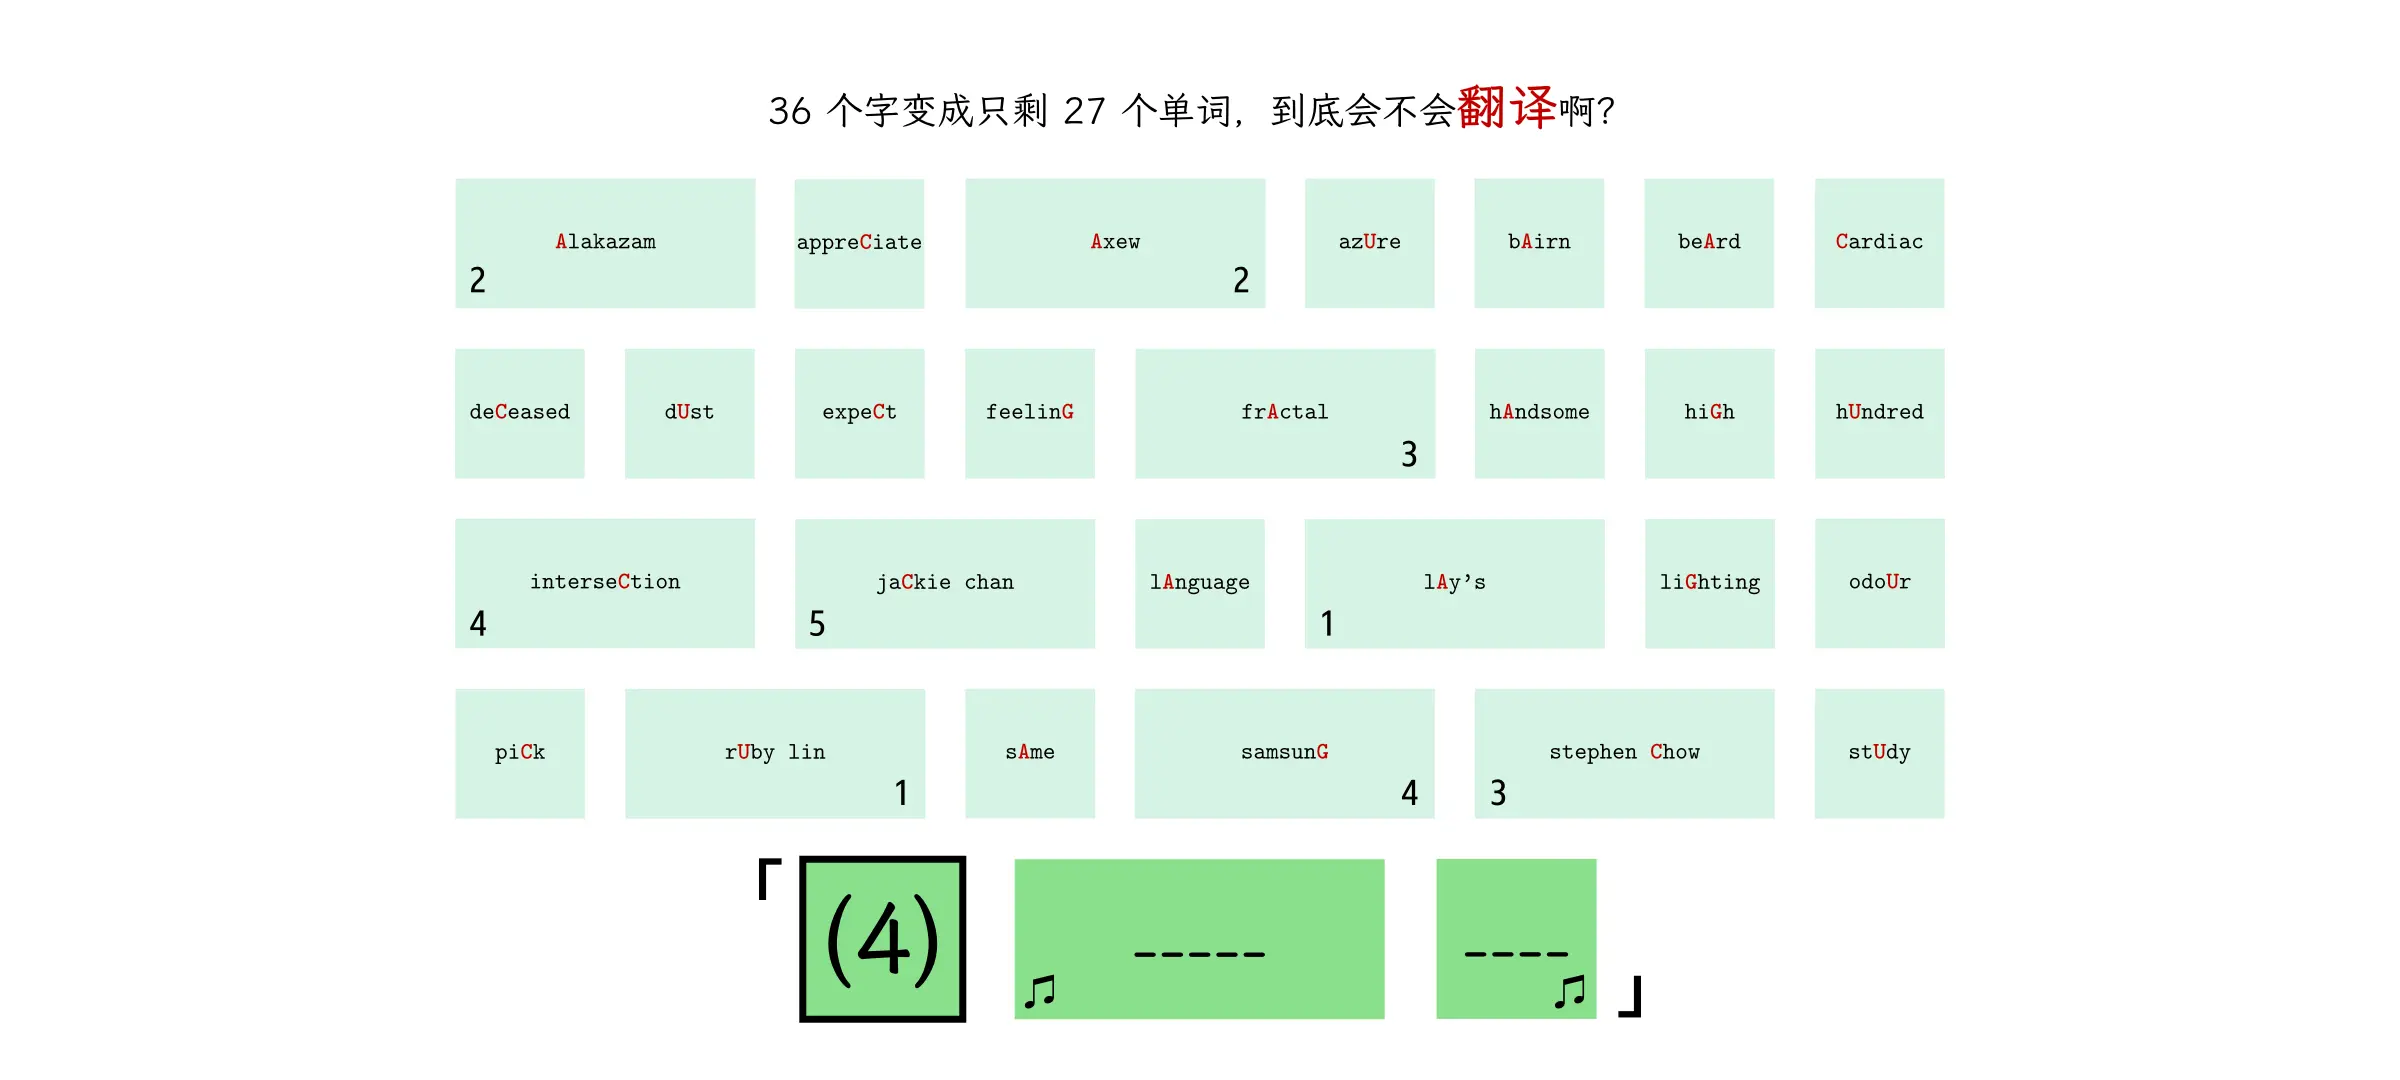 36 个字变成只剩 27 个单词，到底会不会翻译啊？
Alakazam appreCiate Axew azUre bAirn beArd Cardiac
2 2
deCeased dUst expeCt feelinG frActal hAndsome hiGh hUndred
3
interseCtion jaCkie chan lAnguage lAy's liGhting odoUr
4 5 1
piCk rUby lin sAme samsunG stephen Chow stUdy
1 4 3
「(4) _____ ____」
♫ ♫